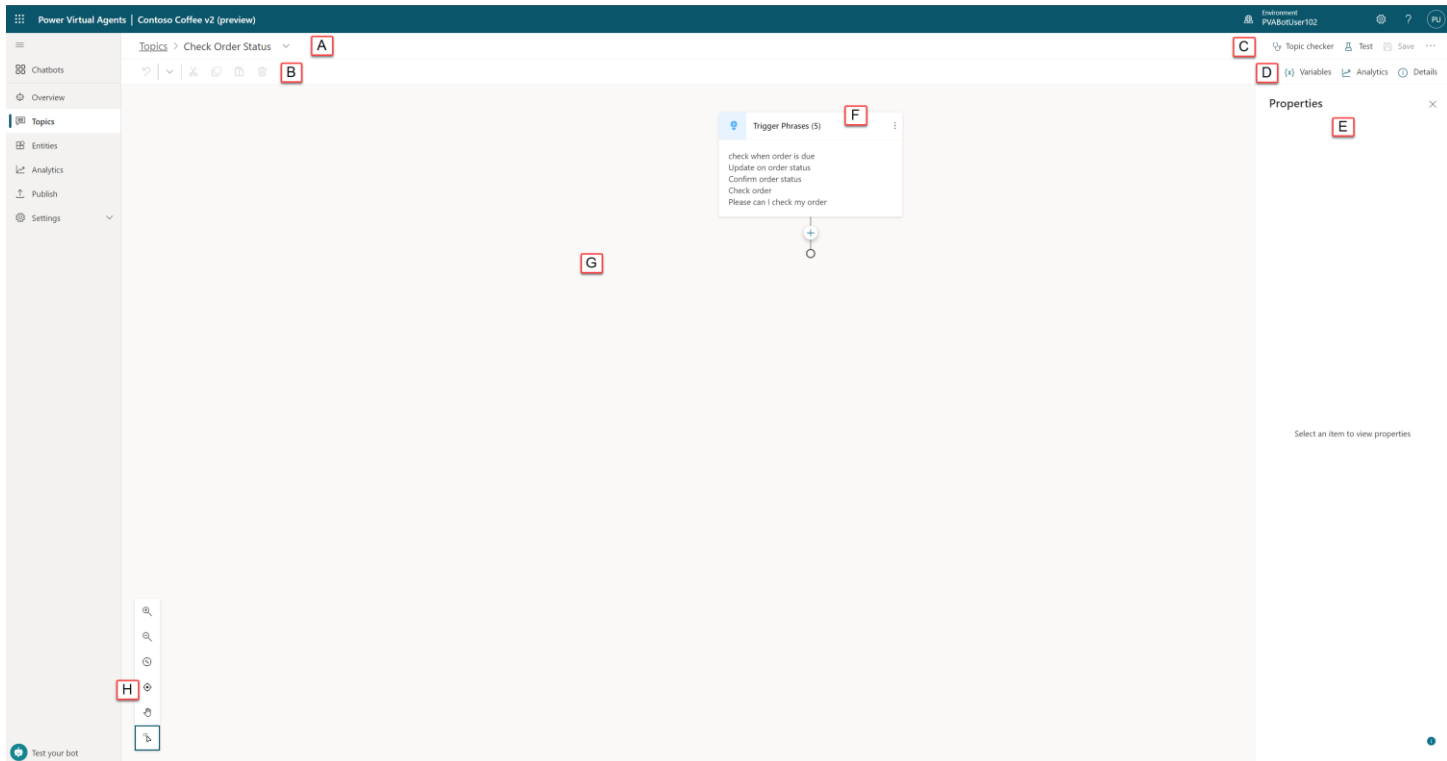 Power Virtual Agents | Contoso Coffee v2 (preview)
Environment
PVABotUser102
?
PU
Topics > Check Order Status
A
C
Topic checker
Test
Save
...
Chatbots
B
D
{x} Variables
Analytics
Details
Overview
Topics
Entities
Analytics
Publish
Settings
Properties
E
F
Trigger Phrases (5)
check when order is due
Update on order status
Confirm order status
Check order
Please can I check my order
G
Select an item to view properties
H
Test your bot